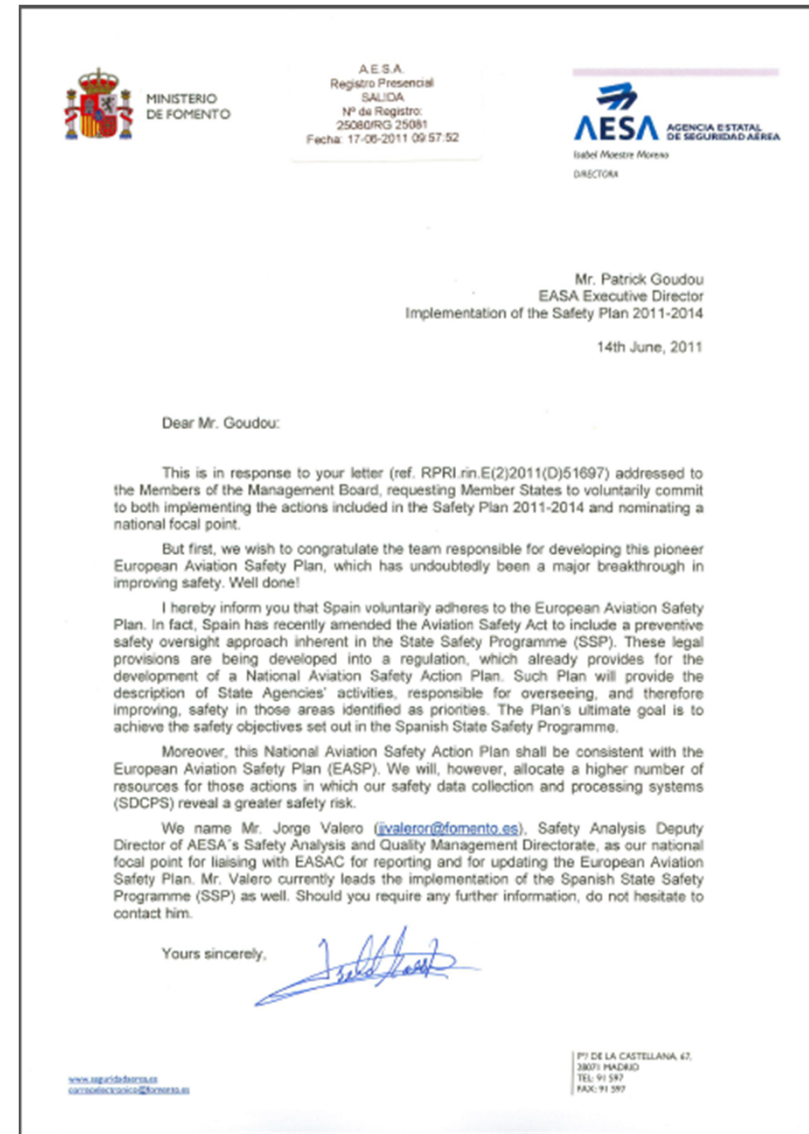 MINISTERIO
DE FOMENTO
A.E.S.A.
Registro Presencial
SALIDA
Nº de Registro:
25080/RG 25081
Fecha: 17-06-2011 09:57:52
AESA AGENCIA ESTATAL
DE SEGURIDAD AÉREA
Isabel Maestre Moreno
DIRECTORA
Mr. Patrick Goudou
EASA Executive Director
Implementation of the Safety Plan 2011-2014
14th June, 2011
Dear Mr. Goudou:
This is in response to your letter (ref. RPRI.rin.E(2)2011(D)51697) addressed to
the Members of the Management Board, requesting Member States to voluntarily commit
to both implementing the actions included in the Safety Plan 2011-2014 and nominating a
national focal point.
But first, we wish to congratulate the team responsible for developing this pioneer
European Aviation Safety Plan, which has undoubtedly been a major breakthrough in
improving safety. Well done!
I hereby inform you that Spain voluntarily adheres to the European Aviation Safety
Plan. In fact, Spain has recently amended the Aviation Safety Act to include a preventive
safety oversight approach inherent in the State Safety Programme (SSP). These legal
provisions are being developed into a regulation, which already provides for the
development of a National Aviation Safety Action Plan. Such Plan will provide the
description of State Agencies' activities, responsible for overseeing, and therefore
improving, safety in those areas identified as priorities. The Plan's ultimate goal is to
achieve the safety objectives set out in the Spanish State Safety Programme.
Moreover, this National Aviation Safety Action Plan shall be consistent with the
European Aviation Safety Plan (EASP). We will, however, allocate a higher number of
resources for those actions in which our safety data collection and processing systems
(SDCPS) reveal a greater safety risk.
We name Mr. Jorge Valero (jjvaleror@fomento.es), Safety Analysis Deputy
Director of AESA´s Safety Analysis and Quality Management Directorate, as our national
focal point for liaising with EASAC for reporting and for updating the European Aviation
Safety Plan. Mr. Valero currently leads the implementation of the Spanish State Safety
Programme (SSP) as well. Should you require any further information, do not hesitate to
contact him.
Yours sincerely,
www.seguridadaerea.es
correoelectronico@fomento.es
Pº DE LA CASTELLANA, 67,
28071 MADRID
TEL: 91 597
FAX: 91 597